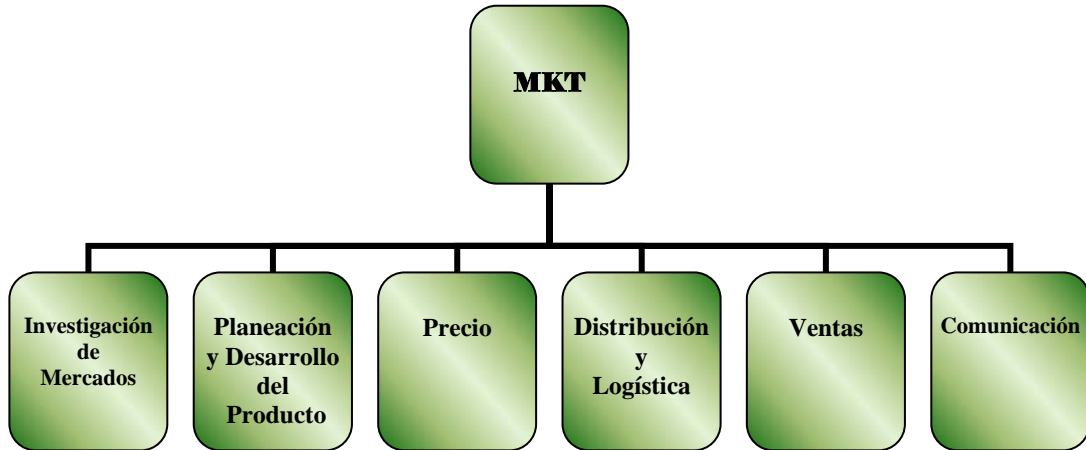 MKT
Investigación
de
Mercados
Planeación
y Desarrollo
del
Producto
Precio
Distribución
y
Logística
Ventas
Comunicación